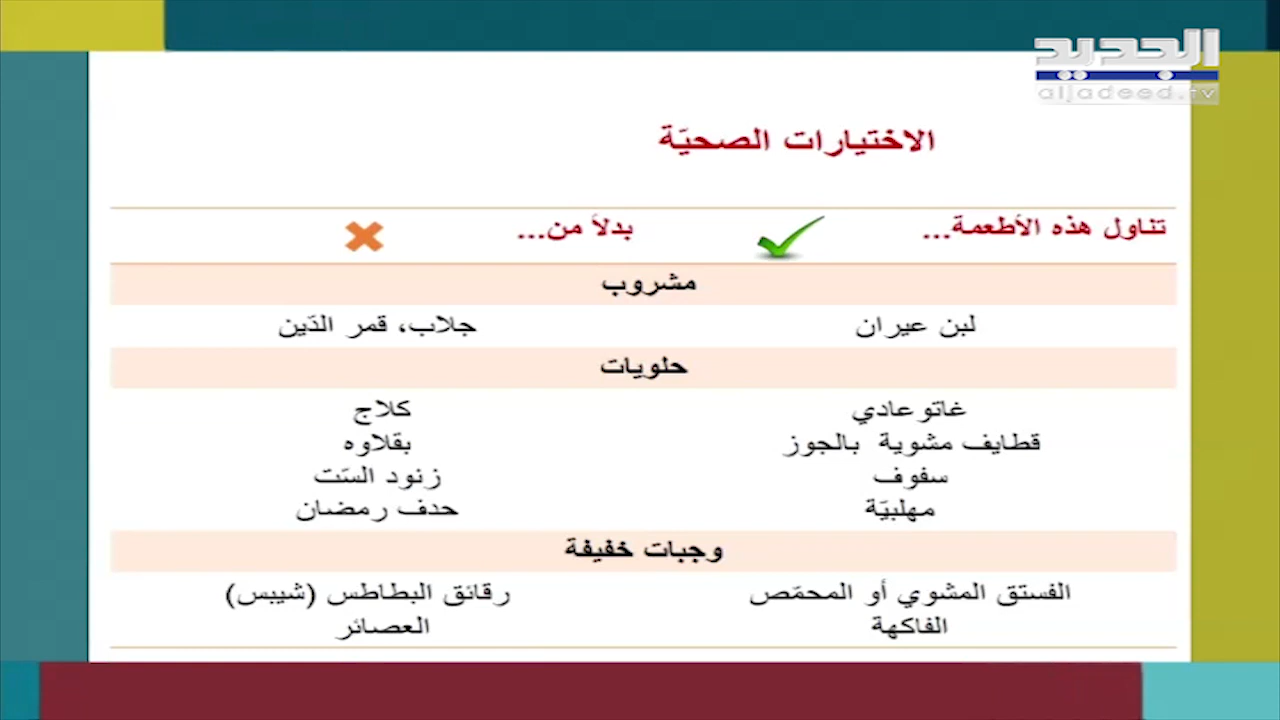 الجديد
aljadeed.tv
الاختيارات الصحيّة
تناول هذه الأطعمة... بدلاً من...
مشروب
لبن عيران جلاب، قمر الدّين
حلويات
غاتوعادي كلاج
قطايف مشوية بالجوز بقلاوه
سفوف زنود السّت
مهلبيّة حدف رمضان
وجبات خفيفة
الفستق المشوي أو المحمّص رقائق البطاطس (شيبس)
الفاكهة العصائر